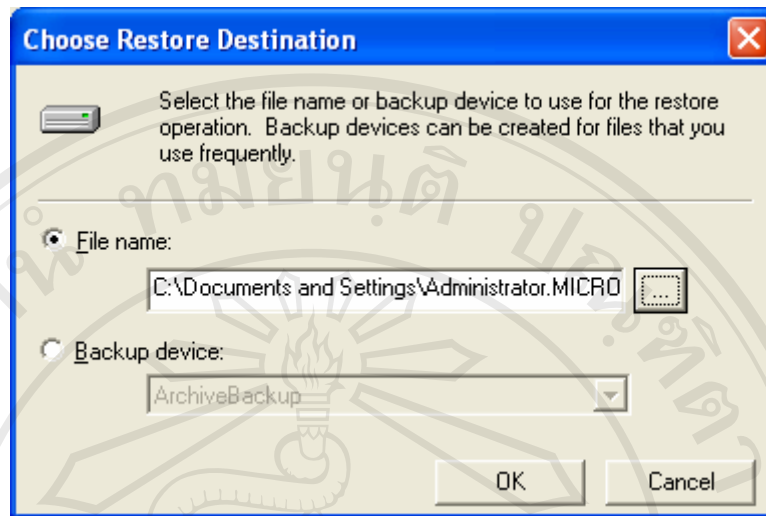 Choose Restore Destination
Select the file name or backup device to use for the restore
operation. Backup devices can be created for files that you
use frequently.
File name:
C:\Documents and Settings\Administrator.MICRO
...
Backup device:
ArchiveBackup
OK
Cancel